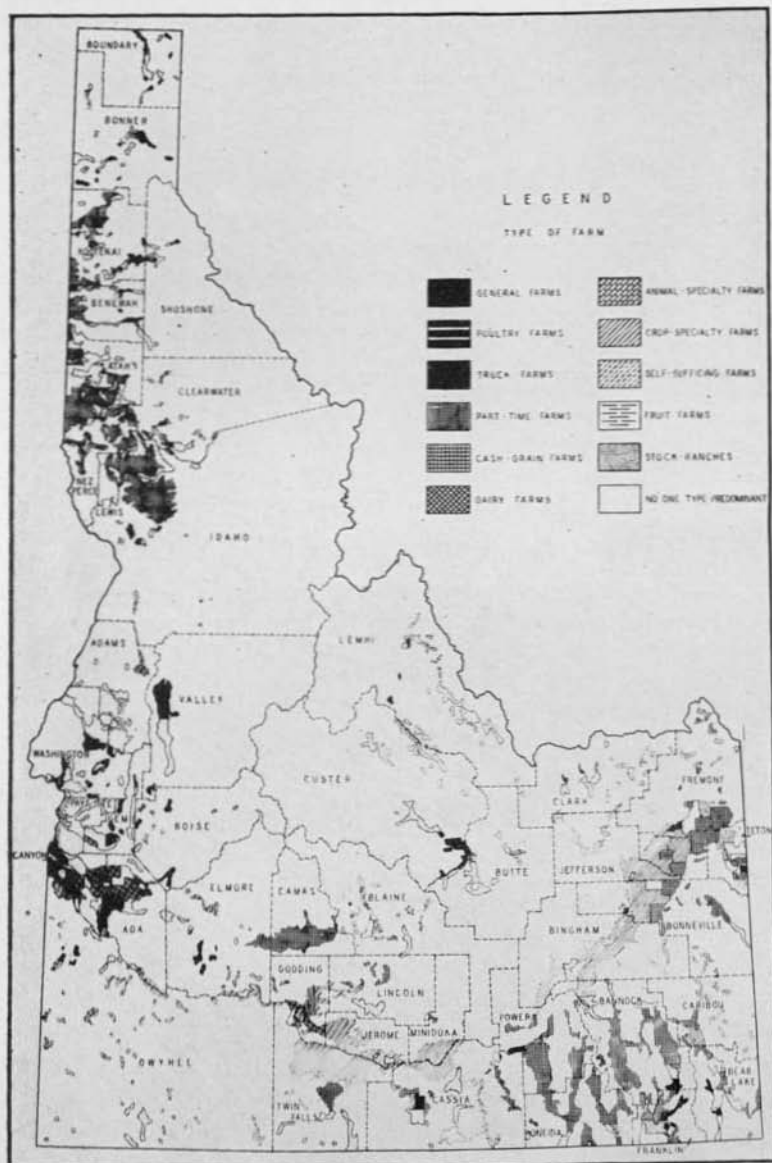 BOUNDARY
BONNER
KOOTENAI
BENEWAH
SHOSHONE
LATAH
CLEARWATER
NEZ PERCE
LEWIS
IDAHO
ADAMS
VALLEY
LEMHI
WASHINGTON
CUSTER
CLARK
FREMONT
TETON
GEM
BOISE
CANYON
ADA
ELMORE
CAMAS
BLAINE
BUTTE
JEFFERSON
BINGHAM
BONNEVILLE
GOODING
LINCOLN
JEROME
MINIDOKA
POWER
BANNOCK
CARIBOU
BEAR LAKE
OWYHEE
TWIN FALLS
CASSIA
ONEIDA
FRANKLIN
LEGEND
TYPE OF FARM
GENERAL FARMS
POULTRY FARMS
TRUCK FARMS
PART-TIME FARMS
CASH-GRAIN FARMS
DAIRY FARMS
ANIMAL-SPECIALTY FARMS
CROP-SPECIALTY FARMS
SELF-SUFFICING FARMS
FRUIT FARMS
STOCK-RANCHES
NO ONE TYPE PREDOMINANT